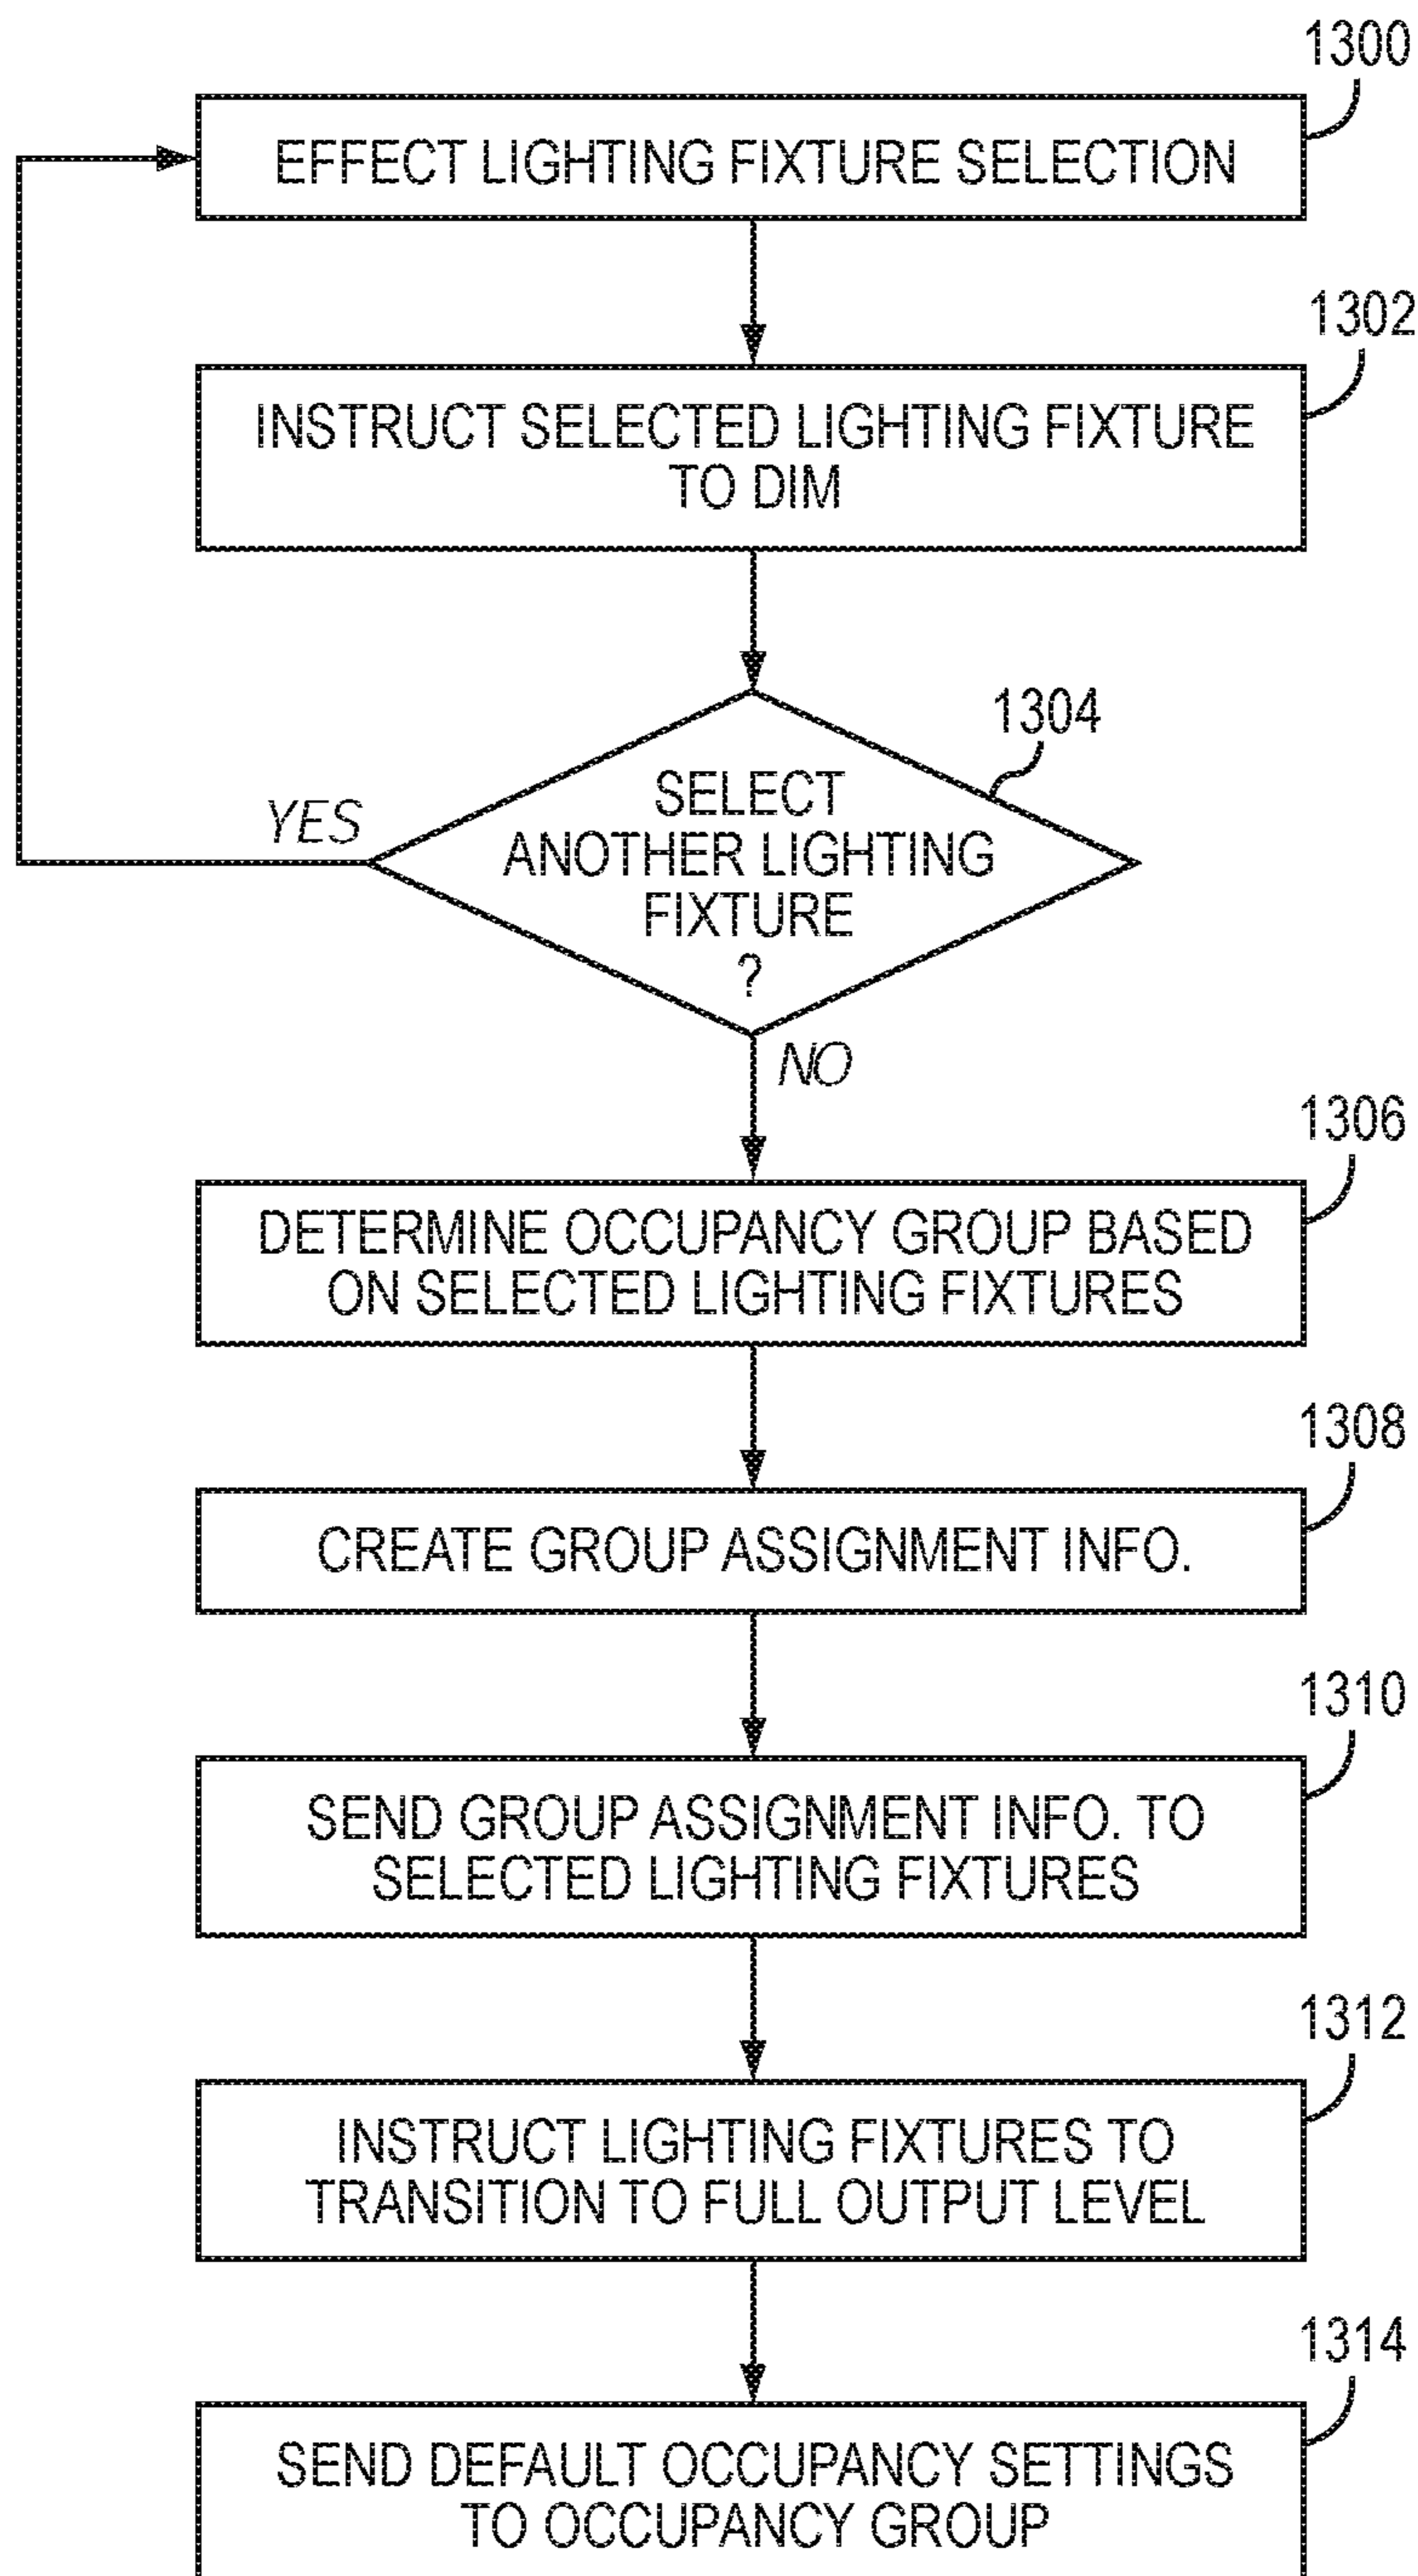 1300
EFFECT LIGHTING FIXTURE SELECTION
1302
INSTRUCT SELECTED LIGHTING FIXTURE
TO DIM
1304
SELECT
ANOTHER LIGHTING
FIXTURE
?
YES
NO
1306
DETERMINE OCCUPANCY GROUP BASED
ON SELECTED LIGHTING FIXTURES
1308
CREATE GROUP ASSIGNMENT INFO.
1310
SEND GROUP ASSIGNMENT INFO. TO
SELECTED LIGHTING FIXTURES
1312
INSTRUCT LIGHTING FIXTURES TO
TRANSITION TO FULL OUTPUT LEVEL
1314
SEND DEFAULT OCCUPANCY SETTINGS
TO OCCUPANCY GROUP